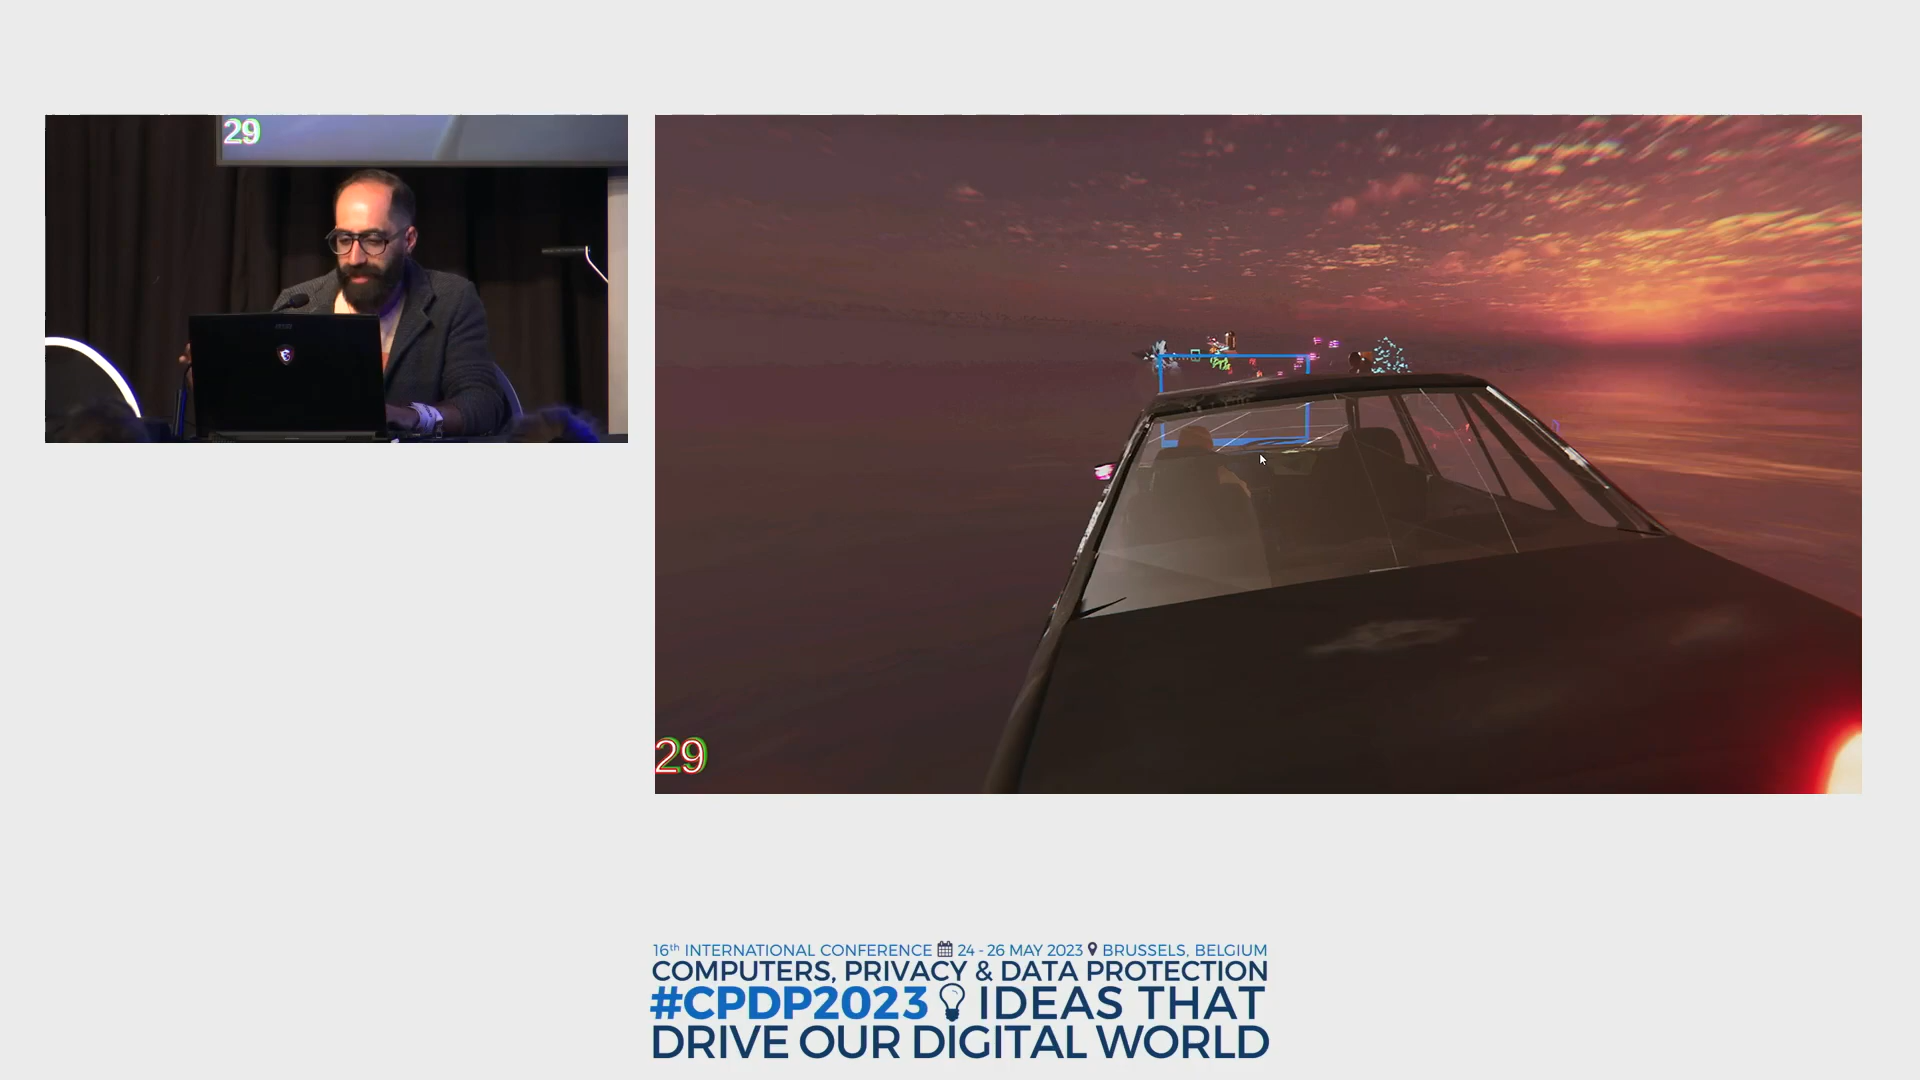 29
29
16th INTERNATIONAL CONFERENCE 24 - 26 MAY 2023 BRUSSELS, BELGIUM
COMPUTERS, PRIVACY & DATA PROTECTION
#CPDP2023 IDEAS THAT
DRIVE OUR DIGITAL WORLD